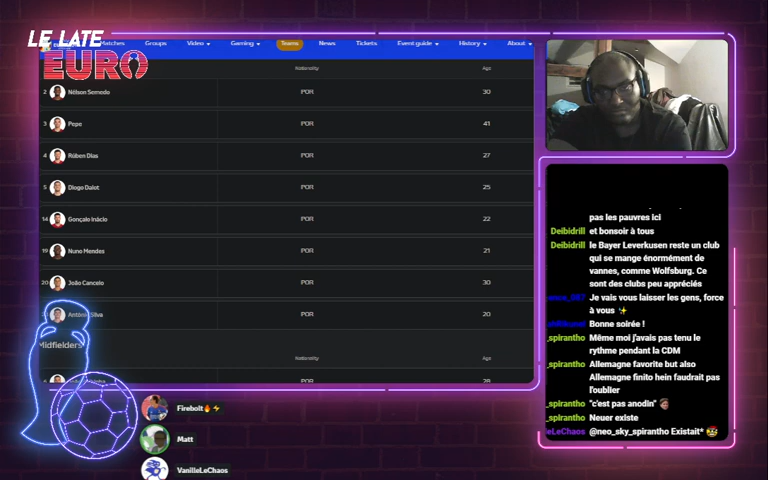 LE LATE
EURO
Matches Groups Video Gaming Teams News Tickets Event guide History About
Nationality Age
2 Nélson Semedo POR 30
3 Pepe POR 41
4 Rúben Dias POR 27
5 Diogo Dalot POR 25
14 Gonçalo Inácio POR 22
19 Nuno Mendes POR 21
20 João Cancelo POR 30
António Silva POR 20
Midfielders
Nationality Age
28
Firebolt🔥⚡
Matt
VanilleLeChaos
pas les pauvres ici
Deibidrill et bonsoir à tous
Deibidrill le Bayer Leverkusen reste un club
qui se mange énormément de
vannes, comme Wolfsburg. Ce
sont des clubs peu appréciés
Je vais vous laisser les gens, force
à vous ✨
Bonne soirée !
_spirantho Même moi j'avais pas tenu le
rythme pendant la CDM
_spirantho Allemagne favorite but also
Allemagne finito hein faudrait pas
l'oublier
_spirantho "c'est pas anodin"
_spirantho Neuer existe
eLeChaos @neo_sky_spirantho Existait*